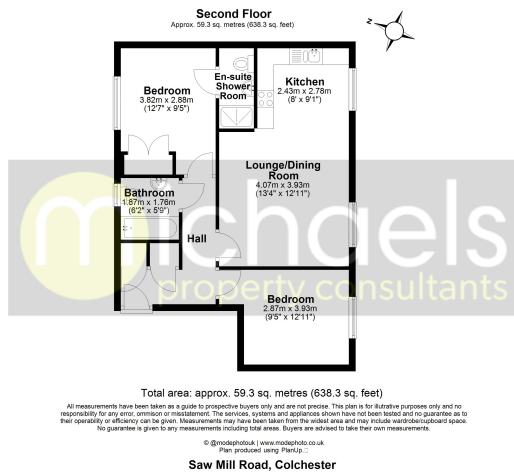 Second Floor
Approx. 59.3 sq. metres (638.3 sq. feet)
N
Bedroom
3.82m x 2.88m
(12'7" x 9'5")
En-suite
Shower
Room
Kitchen
2.43m x 2.78m
(8' x 9'1")
Lounge/Dining
Room
4.07m x 3.93m
(13'4" x 12'11")
Bathroom
1.87m x 1.76m
(6'2" x 5'9")
Hall
michaels
property consultants
Bedroom
2.87m x 3.93m
(9'5" x 12'11")
Total area: approx. 59.3 sq. metres (638.3 sq. feet)
All measurements have been taken as a guide to prospective buyers only and are not precise. This plan is for illutrative purposes only and no
responsibility for any error, ommison or misstatement. The services, systems and appliances shown have not been tested and no guarantee as to
their operability or efficiency can be given. Measurements may have been taken from the widest area and may include wardrobe/cupboard space.
No guarantee is given to any measurements including total areas. Buyers are advised to take their own measurements.
© @modephotouk | www.modephoto.co.uk
Plan produced using PlanUp.
Saw Mill Road, Colchester